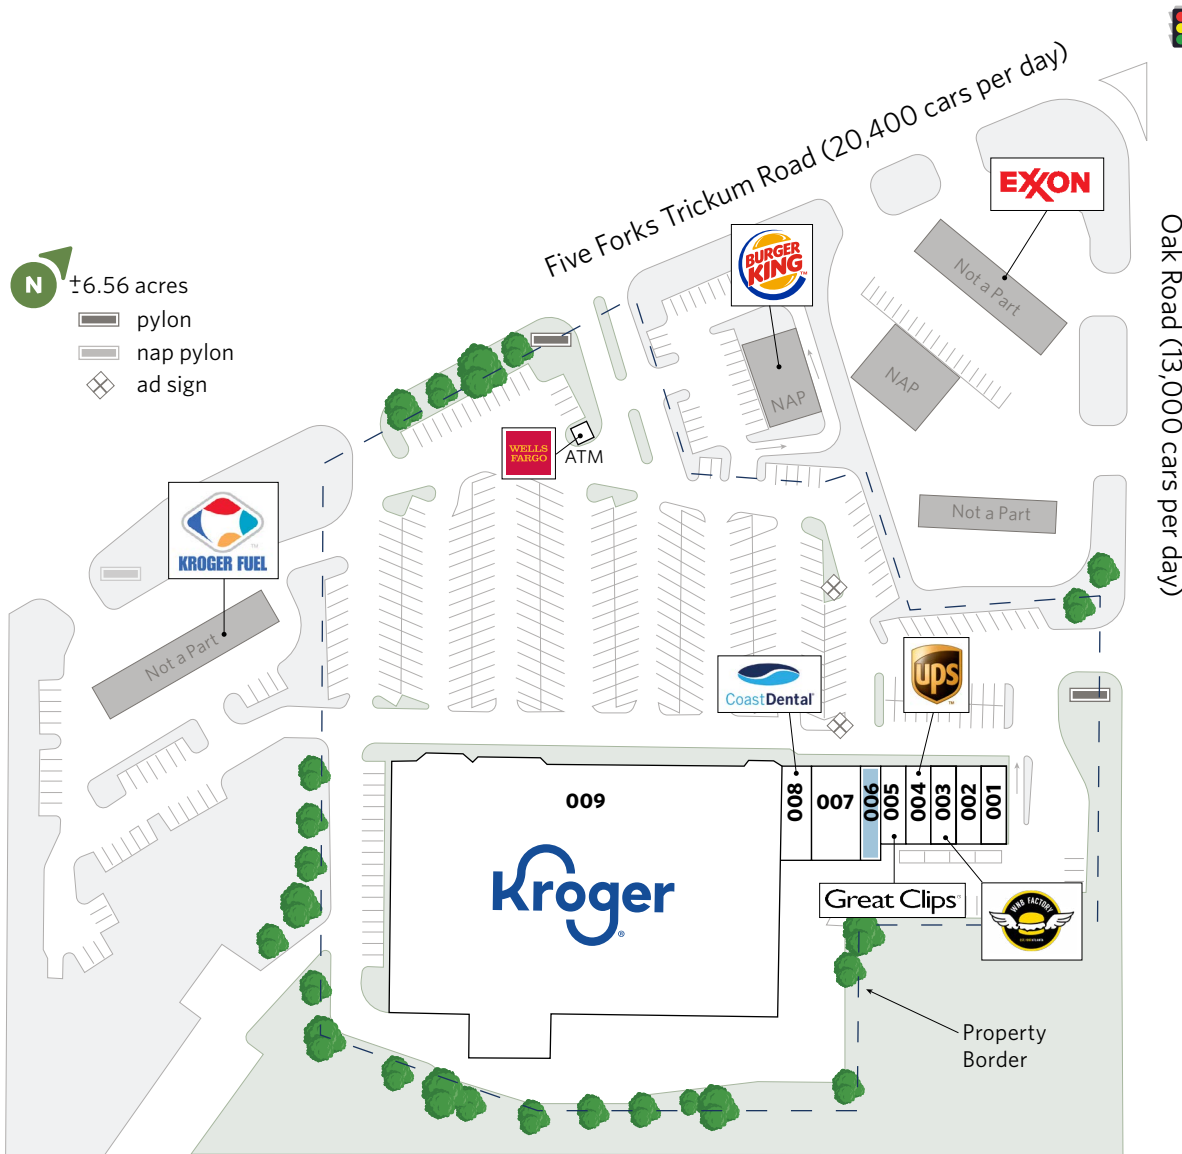 Five Forks Trickum Road (20,400 cars per day)
Oak Road (13,000 cars per day)
EXXON
Not a Part
BURGER
KING
™
NAP
NAP
Not a Part
N
±6.56 acres
pylon
nap pylon
ad sign
WELLS
FARGO
ATM
KROGER FUEL
Not a Part
CoastDental
ups
009
008
007
006
005
004
003
002
001
Kroger
®
Great Clips
WNB FACTORY
Property
Border